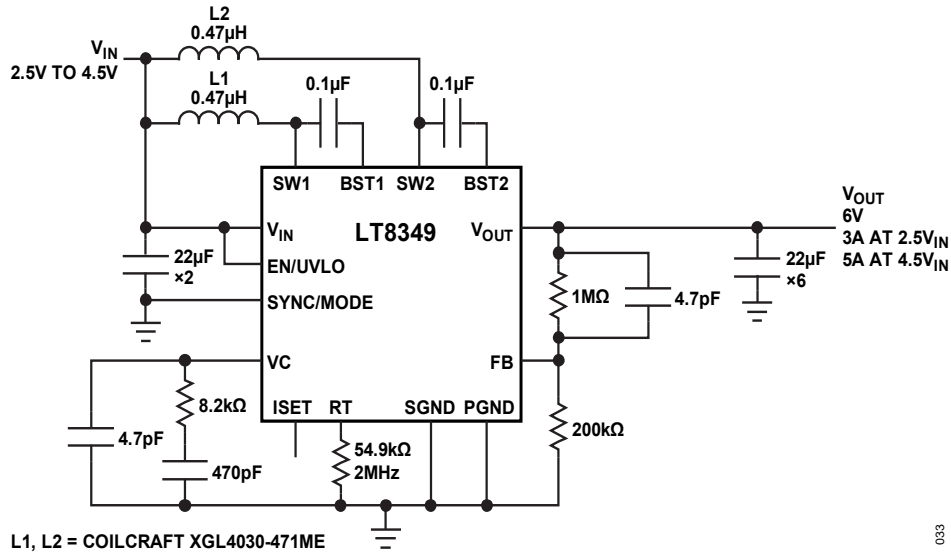 L2
0.47µH
VIN
2.5V TO 4.5V
L1
0.47µH
0.1µF
0.1µF
SW1
BST1
SW2
BST2
VIN
LT8349
VOUT
VOUT
6V
3A AT 2.5VIN
5A AT 4.5VIN
22µF
×2
EN/UVLO
SYNC/MODE
1MΩ
4.7pF
22µF
×6
VC
FB
8.2kΩ
ISET
RT
SGND
PGND
4.7pF
470pF
54.9kΩ
2MHz
200kΩ
L1, L2 = COILCRAFT XGL4030-471ME
033